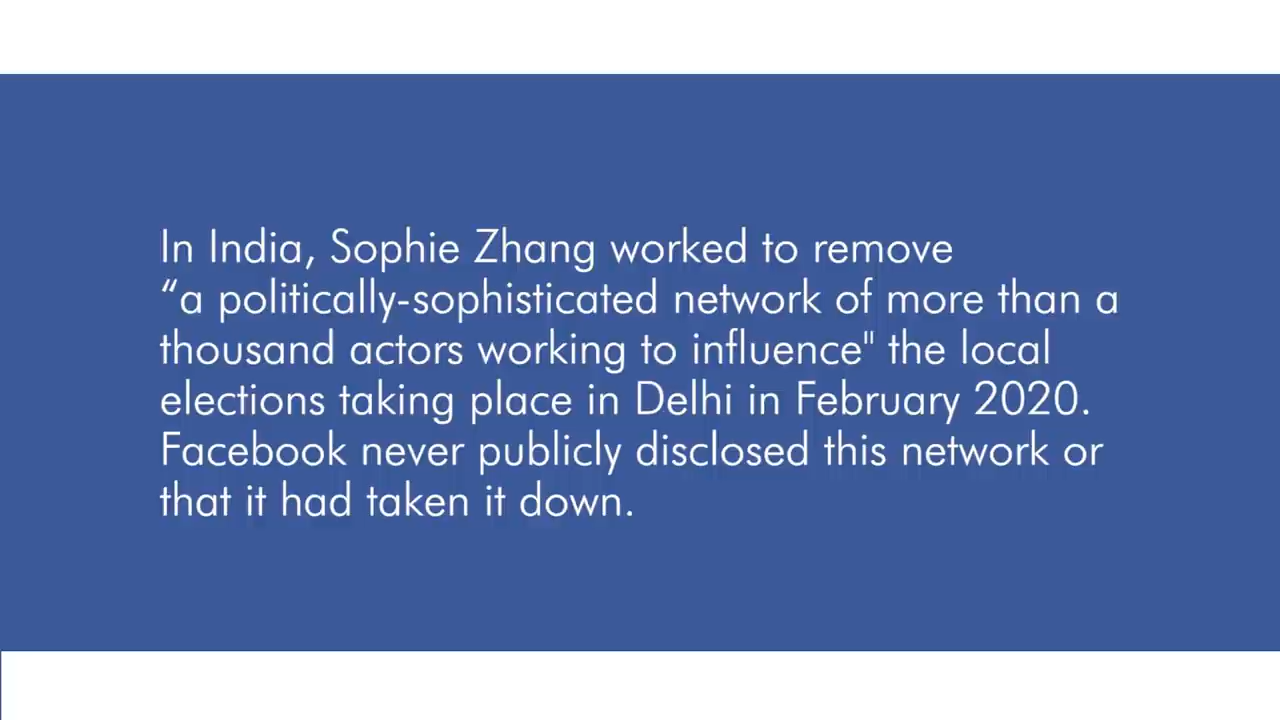 In India, Sophie Zhang worked to remove
“a politically-sophisticated network of more than a
thousand actors working to influence" the local
elections taking place in Delhi in February 2020.
Facebook never publicly disclosed this network or
that it had taken it down.